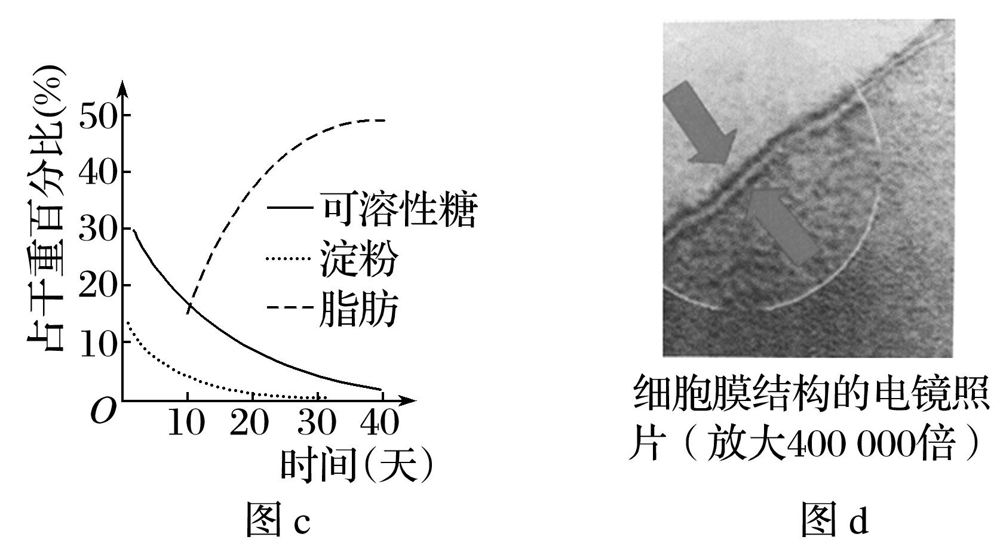 占干重百分比(%)
50
40
30
20
10
O
10 20 30 40
时间(天)
可溶性糖
淀粉
脂肪
图 c
细胞膜结构的电镜照
片（放大400 000倍）
图 d